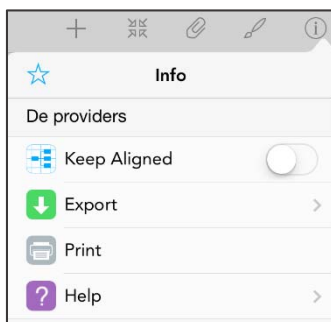 Info
De providers
Keep Aligned
Export
Print
Help